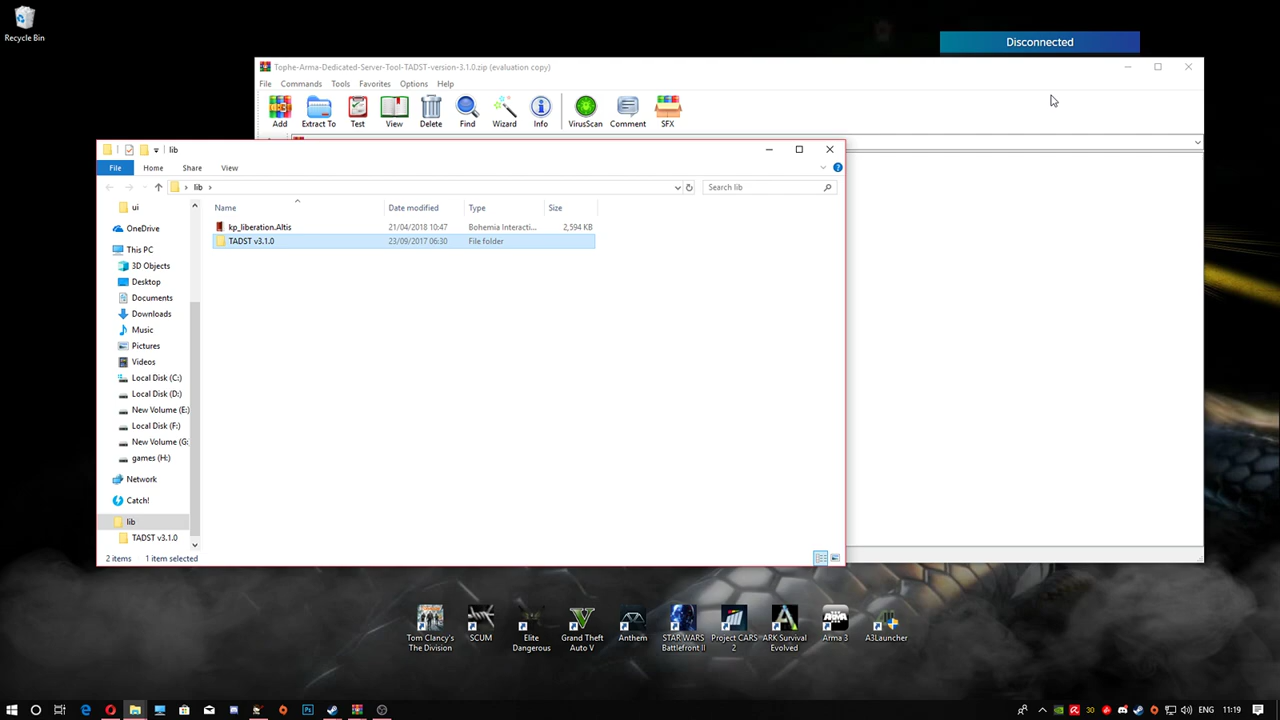 Recycle Bin
Disconnected
Tophe-Arma-Dedicated-Server-Tool-TADST-version-3.1.0.zip (evaluation copy)
File Commands Tools Favorites Options Help
Add Extract To Test View Delete Find Wizard Info VirusScan Comment SFX
lib
File Home Share View
lib
Search lib
Name Date modified Type Size
kp_liberation.Altis 21/04/2018 10:47 Bohemia Interacti... 2,594 KB
TADST v3.1.0 23/09/2017 06:30 File folder
ui
OneDrive
This PC
3D Objects
Desktop
Documents
Downloads
Music
Pictures
Videos
Local Disk (C:)
Local Disk (D:)
New Volume (E:)
Local Disk (F:)
New Volume (G:
games (H:)
Network
Catch!
lib
TADST v3.1.0
2 items 1 item selected
Tom Clancy's The Division
SCUM
Elite Dangerous
Grand Theft Auto V
Anthem
STAR WARS Battlefront II
Project CARS 2
ARK Survival Evolved
Arma 3
A3Launcher
30 ENG 11:19